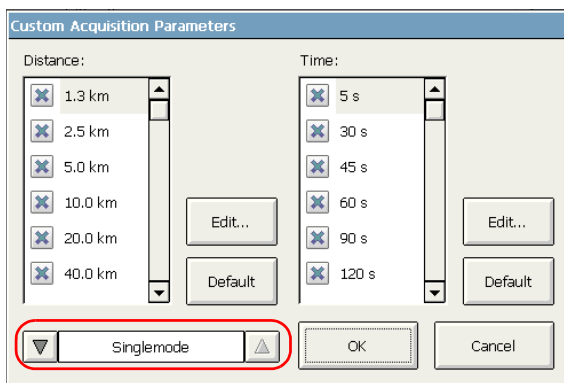 Custom Acquisition Parameters
Distance:
1.3 km
2.5 km
5.0 km
10.0 km
20.0 km
40.0 km
Edit...
Default
Time:
5 s
30 s
45 s
60 s
90 s
120 s
Edit...
Default
Singlemode
OK
Cancel